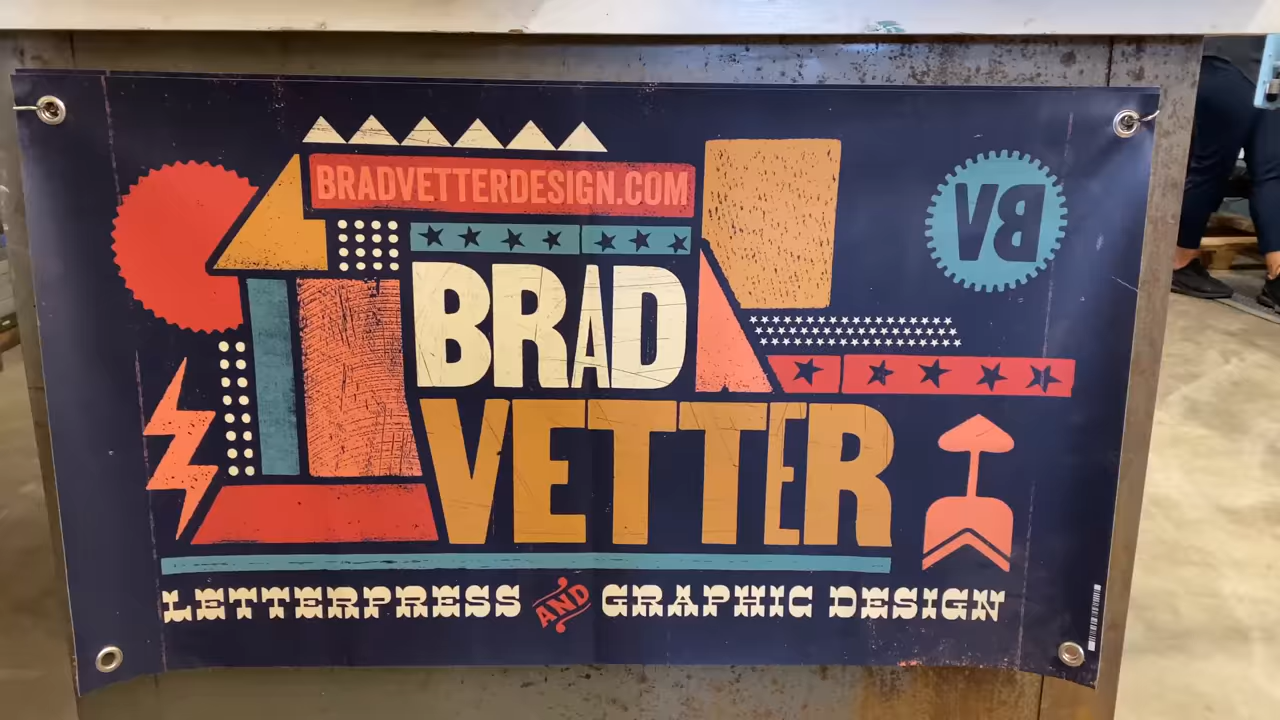 BRADVETTERDESIGN.COM
VB
BRAD
VETTER
LETTERPRESS AND GRAPHIC DESIGN